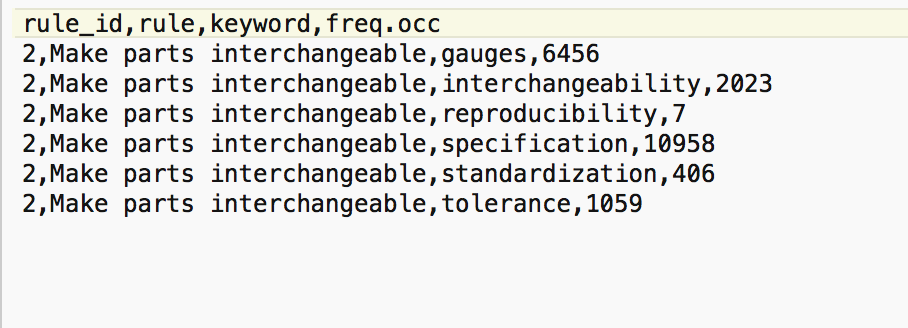 rule_id,rule,keyword,freq.occ
2,Make parts interchangeable,gauges,6456
2,Make parts interchangeable,interchangeability,2023
2,Make parts interchangeable,reproducibility,7
2,Make parts interchangeable,specification,10958
2,Make parts interchangeable,standardization,406
2,Make parts interchangeable,tolerance,1059